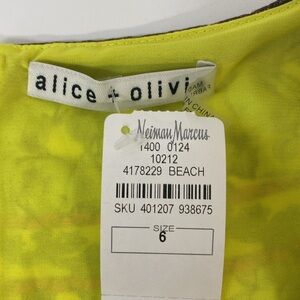 alice + olivi
Neiman Marcus
1400 0124
10212
4178229 BEACH
SKU 401207 938675
SIZE
6